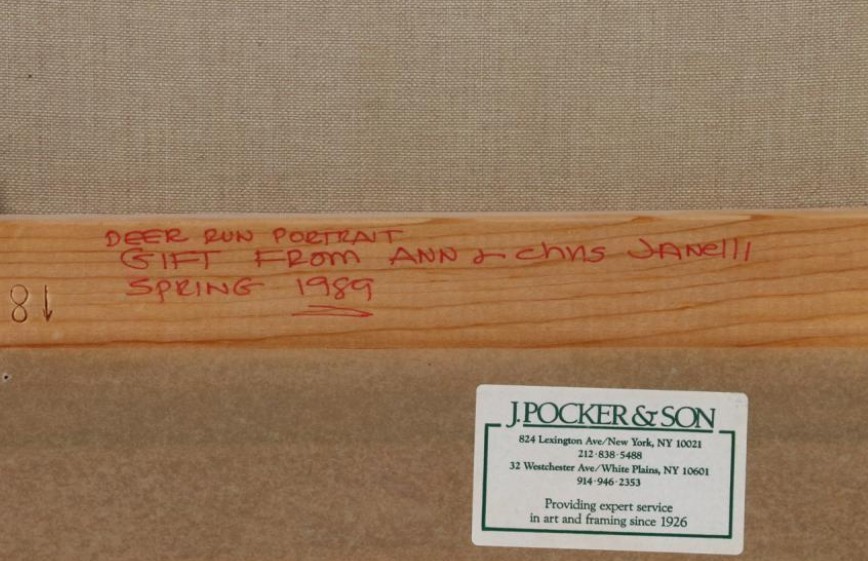 DEER RUN PORTRAIT
GIFT FROM ANN & Chris JANelli
SPRING 1989
8↓
J. POCKER & SON
824 Lexington Ave/New York, NY 10021
212·838·5488
32 Westchester Ave/White Plains, NY 10601
914·946·2353
Providing expert service
in art and framing since 1926